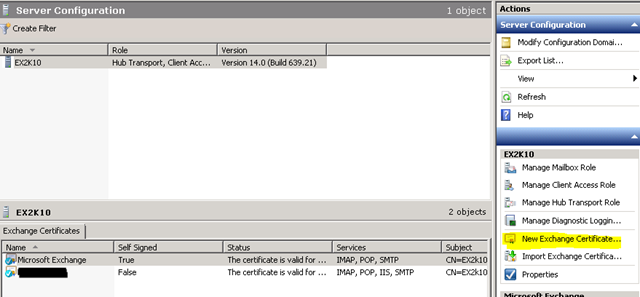 Server Configuration 1 object
Create Filter
Name Role Version
EX2K10 Hub Transport, Client Acc... Version 14.0 (Build 639.21)
EX2K10 2 objects
Exchange Certificates
Name Self Signed Status Services Subject
Microsoft Exchange True The certificate is valid for ... IMAP, POP, SMTP CN=EX2k10
False The certificate is valid for ... IMAP, POP, IIS, SMTP CN=EX2k10
Actions
Server Configuration
Modify Configuration Domai...
Export List...
View
Refresh
Help
EX2K10
Manage Mailbox Role
Manage Client Access Role
Manage Hub Transport Role
Manage Diagnostic Loggin...
New Exchange Certificate...
Import Exchange Certifica...
Properties
Microsoft Exchange